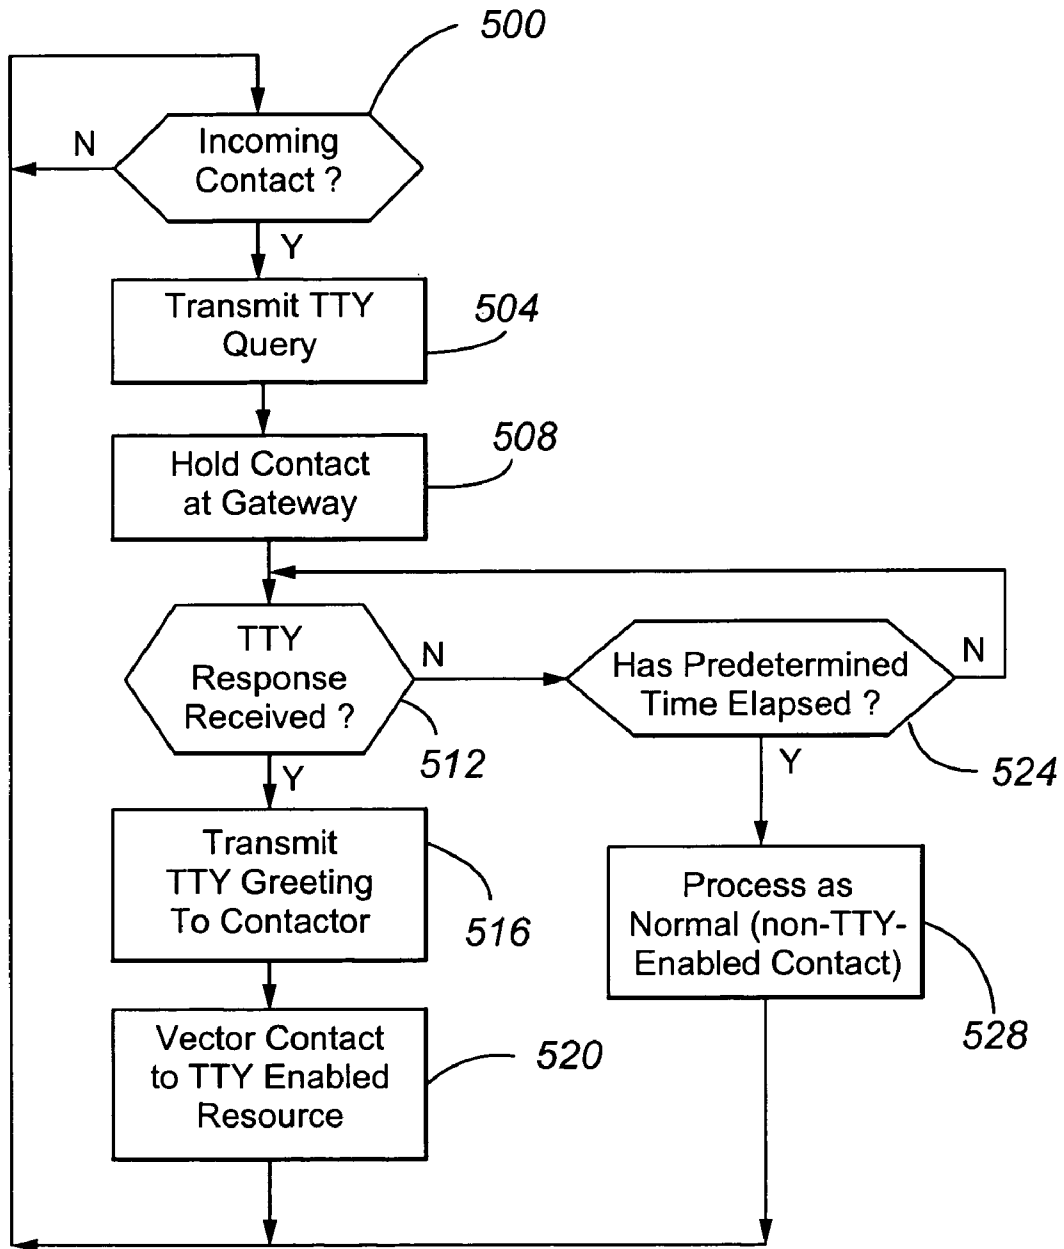 500
Incoming
Contact ?
N
Y
Transmit TTY
Query
504
Hold Contact
at Gateway
508
TTY
Response
Received ?
N
512
Has Predetermined
Time Elapsed ?
N
524
Y
Y
Transmit
TTY Greeting
To Contactor
516
Process as
Normal (non-TTY-
Enabled Contact)
528
Vector Contact
to TTY Enabled
Resource
520